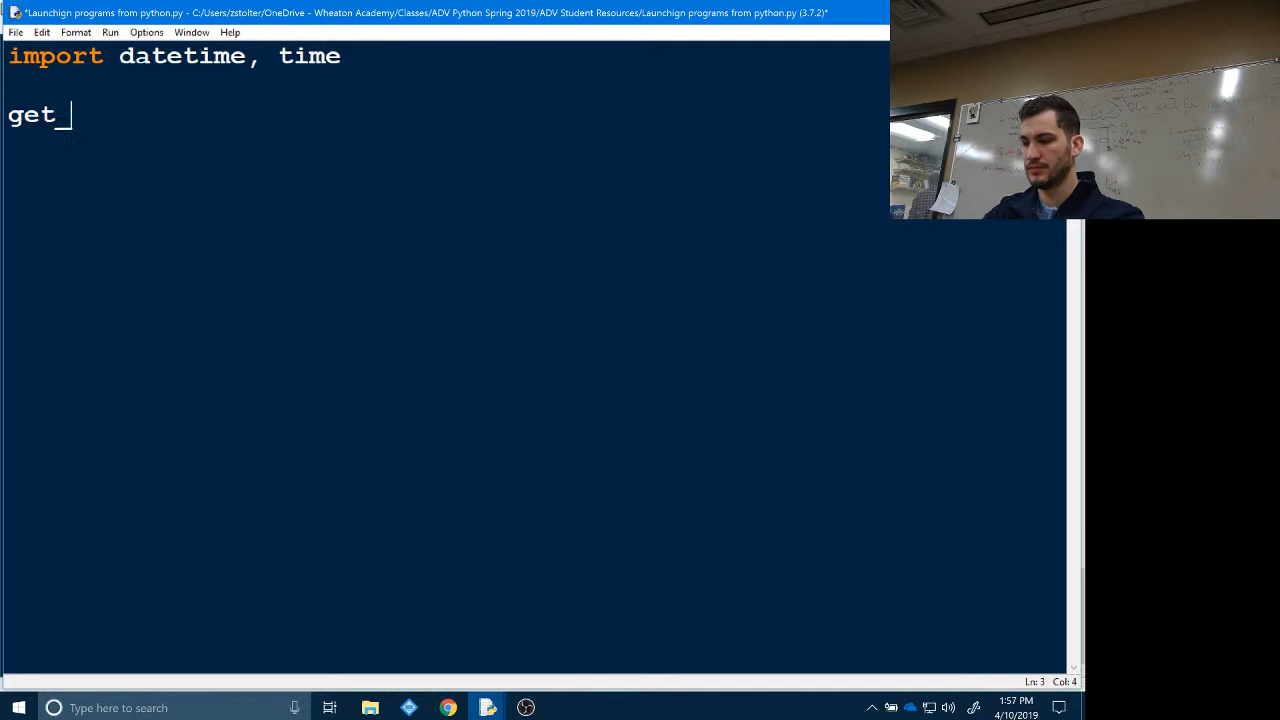 *Launchign programs from python.py - C:/Users/zstolter/OneDrive - Wheaton Academy/Classes/ADV Python Spring 2019/ADV Student Resources/Launchign programs from python.py (3.7.2)*
File Edit Format Run Options Window Help
import datetime, time
get_
Ln: 3 Col: 4
Type here to search
1:57 PM
4/10/2019